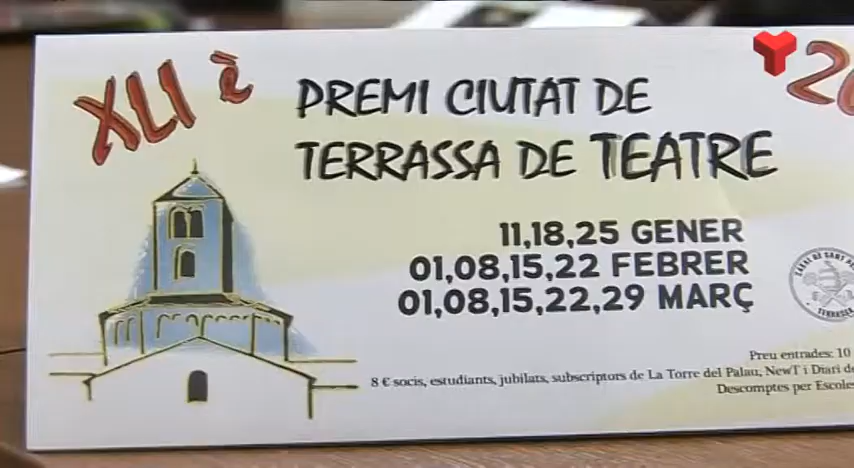 XLI è
PREMI CIUTAT DE
TERRASSA DE TEATRE
11,18,25 GENER
01,08,15,22 FEBRER
01,08,15,22,29 MARÇ
Preu entrades: 10
8 € socis, estudiants, jubilats, subscriptors de La Torre del Palau, NewT i Diari de
Descomptes per Escoles
TERRASSA